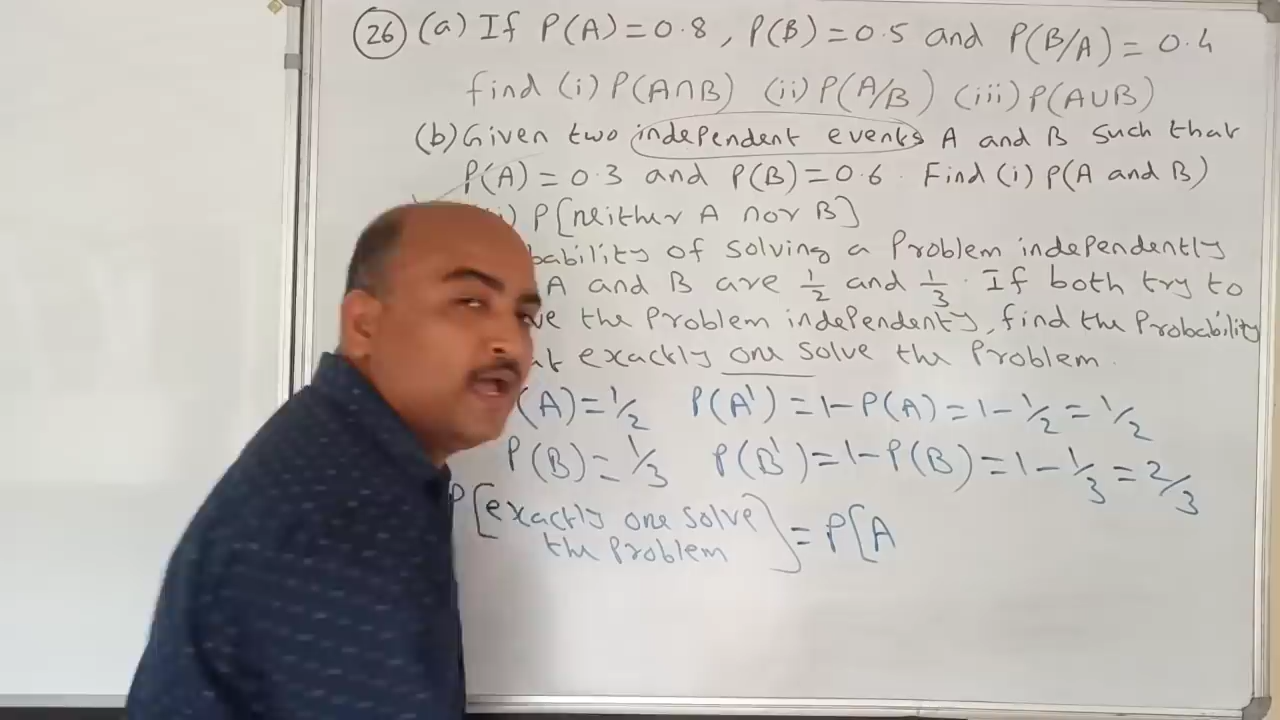 26 (a) If P(A) = 0.8, P(B) = 0.5 and P(B/A) = 0.4
find (i) P(A∩B) (ii) P(A/B) (iii) P(A∪B)
(b) Given two independent events A and B such that
P(A) = 0.3 and P(B) = 0.6. Find (i) P(A and B)
P[neither A nor B]
of solving a Problem independently
A and B are 1/2 and 1/3. If both try to
the Problem independenty, find the Probability
exactly one solve the Problem.
(A) = 1/2 P(A') = 1 - P(A) = 1 - 1/2 = 1/2
P(B) = 1/3 P(B') = 1 - P(B) = 1 - 1/3 = 2/3
P[exactly one solve the Problem] = P[A